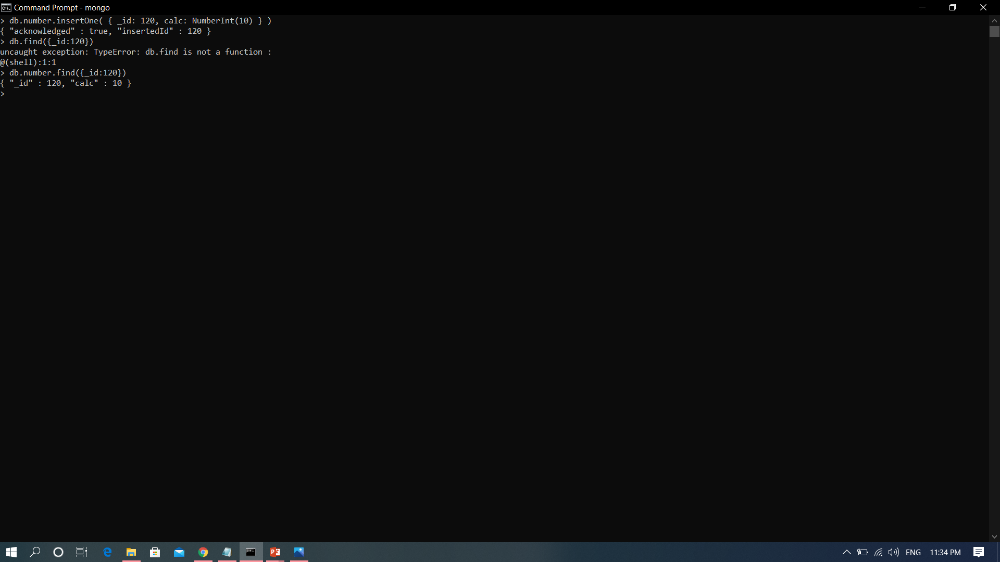 Command Prompt - mongo
> db.number.insertOne( { _id: 120, calc: NumberInt(10) } )
{ "acknowledged" : true, "insertedId" : 120 }
> db.find({_id:120})
uncaught exception: TypeError: db.find is not a function :
@(shell):1:1
> db.number.find({_id:120})
{ "_id" : 120, "calc" : 10 }
>
ENG 11:34 PM